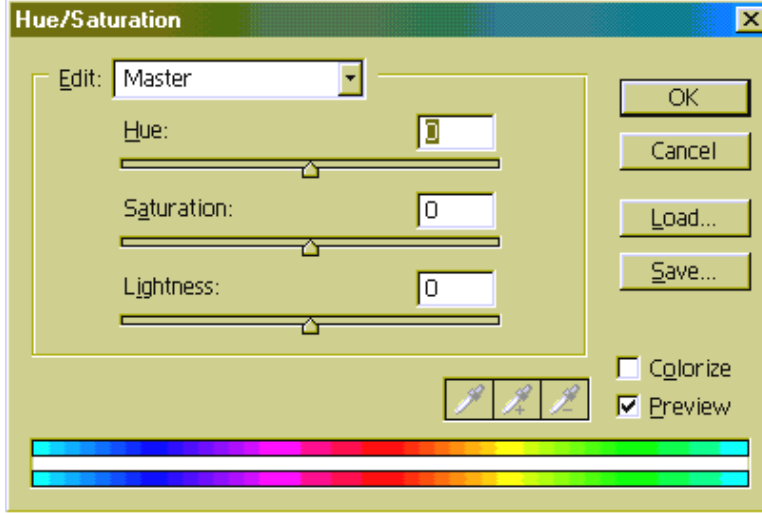 Hue/Saturation
Edit: Master
Hue: 0
Saturation: 0
Lightness: 0
OK
Cancel
Load...
Save...
Colorize
Preview